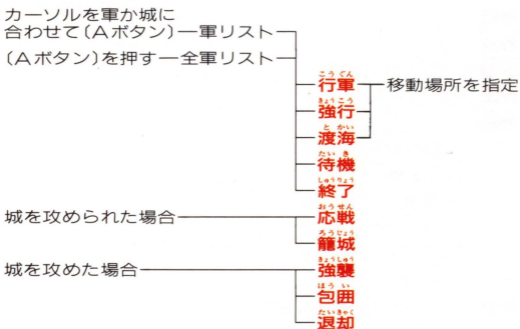 カーソルを軍か城に
合わせて(Aボタン)―軍リスト
(Aボタン)を押す―全軍リスト
こうぐん
行軍 移動場所を指定
きょうこう
強行
とかい
渡海
たいき
待機
しゅうりょう
終了
城を攻められた場合 おうせん
応戦
ろうじょう
籠城
城を攻めた場合 きょうしゅう
強襲
ほうい
包囲
たいきゃく
退却